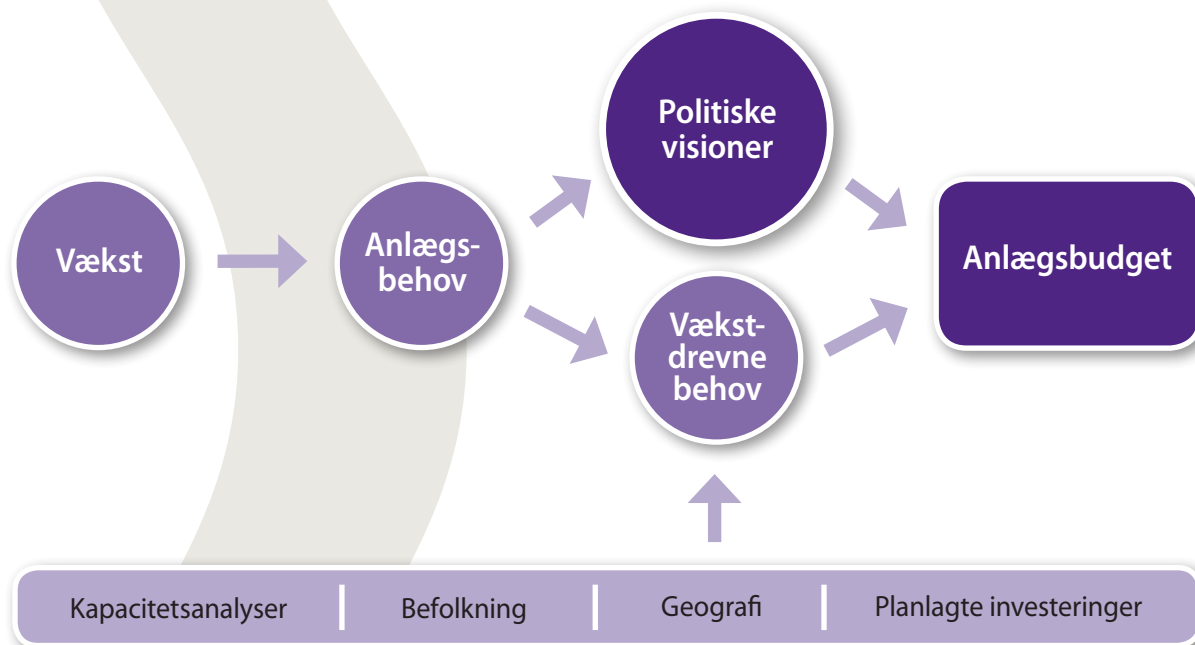 Vækst
Anlægs-
behov
Politiske
visioner
Vækst-
drevne
behov
Anlægsbudget
Kapacitetsanalyser
Befolkning
Geografi
Planlagte investeringer